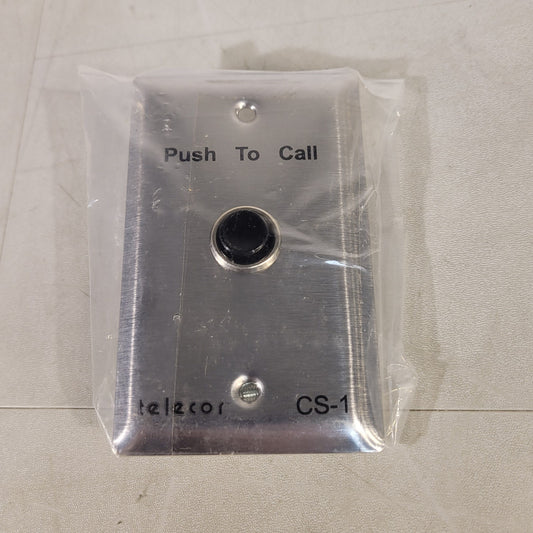 Push To Call
telecor CS-1